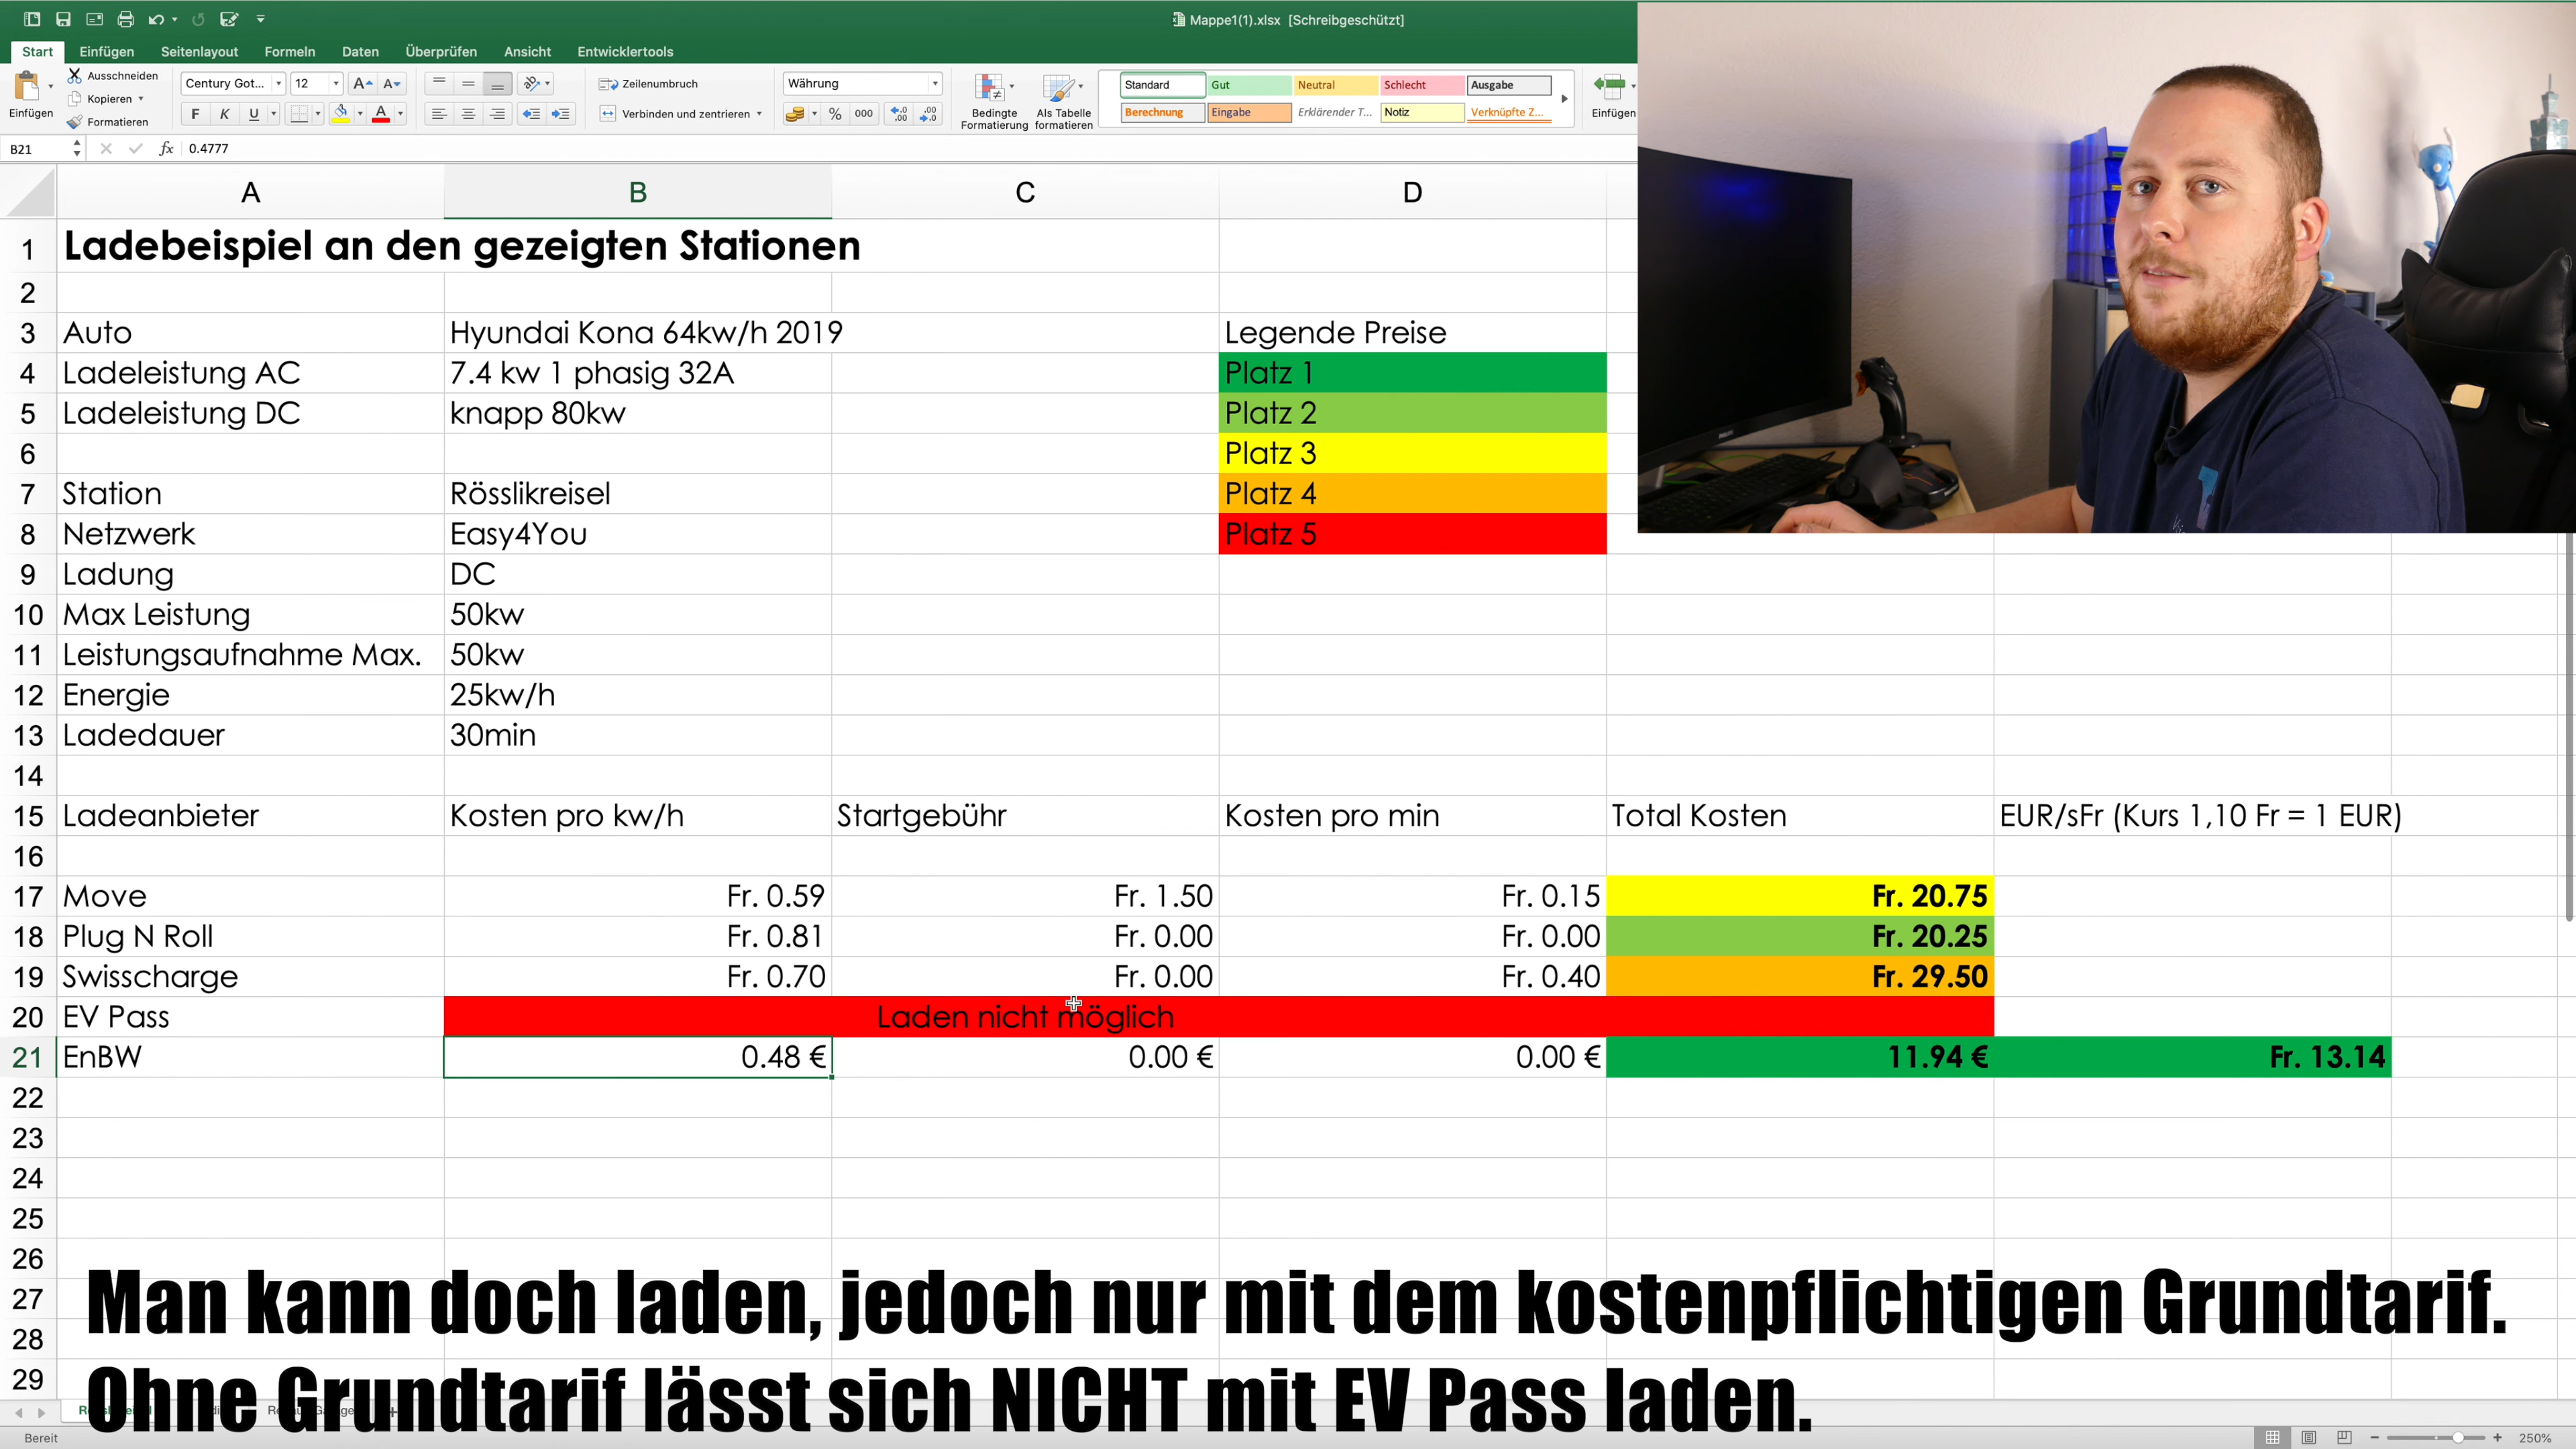 Mappe1(1).xlsx [Schreibgeschützt]
Start Einfügen Seitenlayout Formeln Daten Überprüfen Ansicht Entwicklertools
Einfügen
Ausschneiden
Kopieren
Formatieren
Century Got... 12
F K U
Zeilenumbruch
Verbinden und zentrieren
Währung
% 000
Bedingte Formatierung
Als Tabelle formatieren
Standard Gut Neutral Schlecht Ausgabe
Berechnung Eingabe Erklärender T... Notiz Verknüpfte Z...
Einfügen
B21 fx 0.4777
A B C D
1 Ladebeispiel an den gezeigten Stationen
2
3 Auto Hyundai Kona 64kw/h 2019 Legende Preise
4 Ladeleistung AC 7.4 kw 1 phasig 32A Platz 1
5 Ladeleistung DC knapp 80kw Platz 2
6 Platz 3
7 Station Rösslikreisel Platz 4
8 Netzwerk Easy4You Platz 5
9 Ladung DC
10 Max Leistung 50kw
11 Leistungsaufnahme Max. 50kw
12 Energie 25kw/h
13 Ladedauer 30min
14
15 Ladeanbieter Kosten pro kw/h Startgebühr Kosten pro min Total Kosten EUR/sFr (Kurs 1,10 Fr = 1 EUR)
16
17 Move Fr. 0.59 Fr. 1.50 Fr. 0.15 Fr. 20.75
18 Plug N Roll Fr. 0.81 Fr. 0.00 Fr. 0.00 Fr. 20.25
19 Swisscharge Fr. 0.70 Fr. 0.00 Fr. 0.40 Fr. 29.50
20 EV Pass Laden nicht möglich
21 EnBW 0.48 € 0.00 € 0.00 € 11.94 € Fr. 13.14
22
23
24
25
26
27
28
29
Man kann doch laden, jedoch nur mit dem kostenpflichtigen Grundtarif.
Ohne Grundtarif lässt sich NICHT mit EV Pass laden.
Bereit
250%